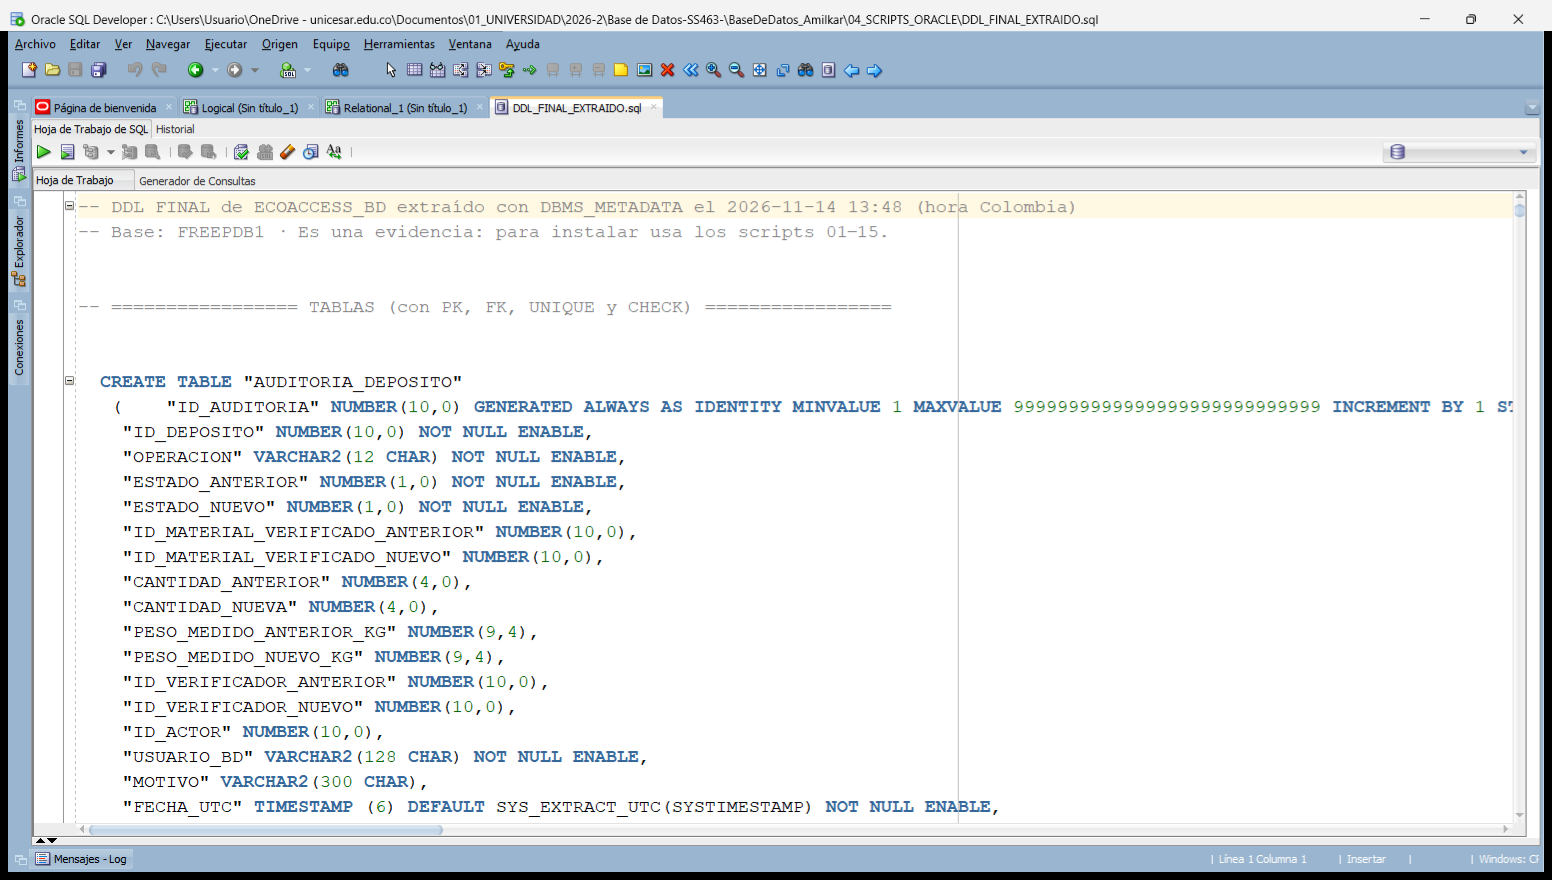 Oracle SQL Developer : C:\Users\Usuario\OneDrive - unicesar.edu.co\Documentos\01_UNIVERSIDAD\2026-2\Base de Datos-SS463-\BaseDeDatos_Amilkar\04_SCRIPTS_ORACLE\DDL_FINAL_EXTRAIDO.sql
Archivo Editar Ver Navegar Ejecutar Origen Equipo Herramientas Ventana Ayuda
Página de bienvenida Logical (Sin título_1) Relational_1 (Sin título_1) DDL_FINAL_EXTRAIDO.sql
Hoja de Trabajo de SQL Historial
Informes
Explorador
Conexiones
Hoja de Trabajo Generador de Consultas
-- DDL FINAL de ECOACCESS_BD extraído con DBMS_METADATA el 2026-11-14 13:48 (hora Colombia)
-- Base: FREEPDB1 · Es una evidencia: para instalar usa los scripts 01–15.
-- ================= TABLAS (con PK, FK, UNIQUE y CHECK) =================
CREATE TABLE "AUDITORIA_DEPOSITO"
( "ID_AUDITORIA" NUMBER(10,0) GENERATED ALWAYS AS IDENTITY MINVALUE 1 MAXVALUE 9999999999999999999999999999 INCREMENT BY 1 ST
"ID_DEPOSITO" NUMBER(10,0) NOT NULL ENABLE,
"OPERACION" VARCHAR2(12 CHAR) NOT NULL ENABLE,
"ESTADO_ANTERIOR" NUMBER(1,0) NOT NULL ENABLE,
"ESTADO_NUEVO" NUMBER(1,0) NOT NULL ENABLE,
"ID_MATERIAL_VERIFICADO_ANTERIOR" NUMBER(10,0),
"ID_MATERIAL_VERIFICADO_NUEVO" NUMBER(10,0),
"CANTIDAD_ANTERIOR" NUMBER(4,0),
"CANTIDAD_NUEVA" NUMBER(4,0),
"PESO_MEDIDO_ANTERIOR_KG" NUMBER(9,4),
"PESO_MEDIDO_NUEVO_KG" NUMBER(9,4),
"ID_VERIFICADOR_ANTERIOR" NUMBER(10,0),
"ID_VERIFICADOR_NUEVO" NUMBER(10,0),
"ID_ACTOR" NUMBER(10,0),
"USUARIO_BD" VARCHAR2(128 CHAR) NOT NULL ENABLE,
"MOTIVO" VARCHAR2(300 CHAR),
"FECHA_UTC" TIMESTAMP (6) DEFAULT SYS_EXTRACT_UTC(SYSTIMESTAMP) NOT NULL ENABLE,
Mensajes - Log
| Línea 1 Columna 1 | Insertar | | Windows: CF